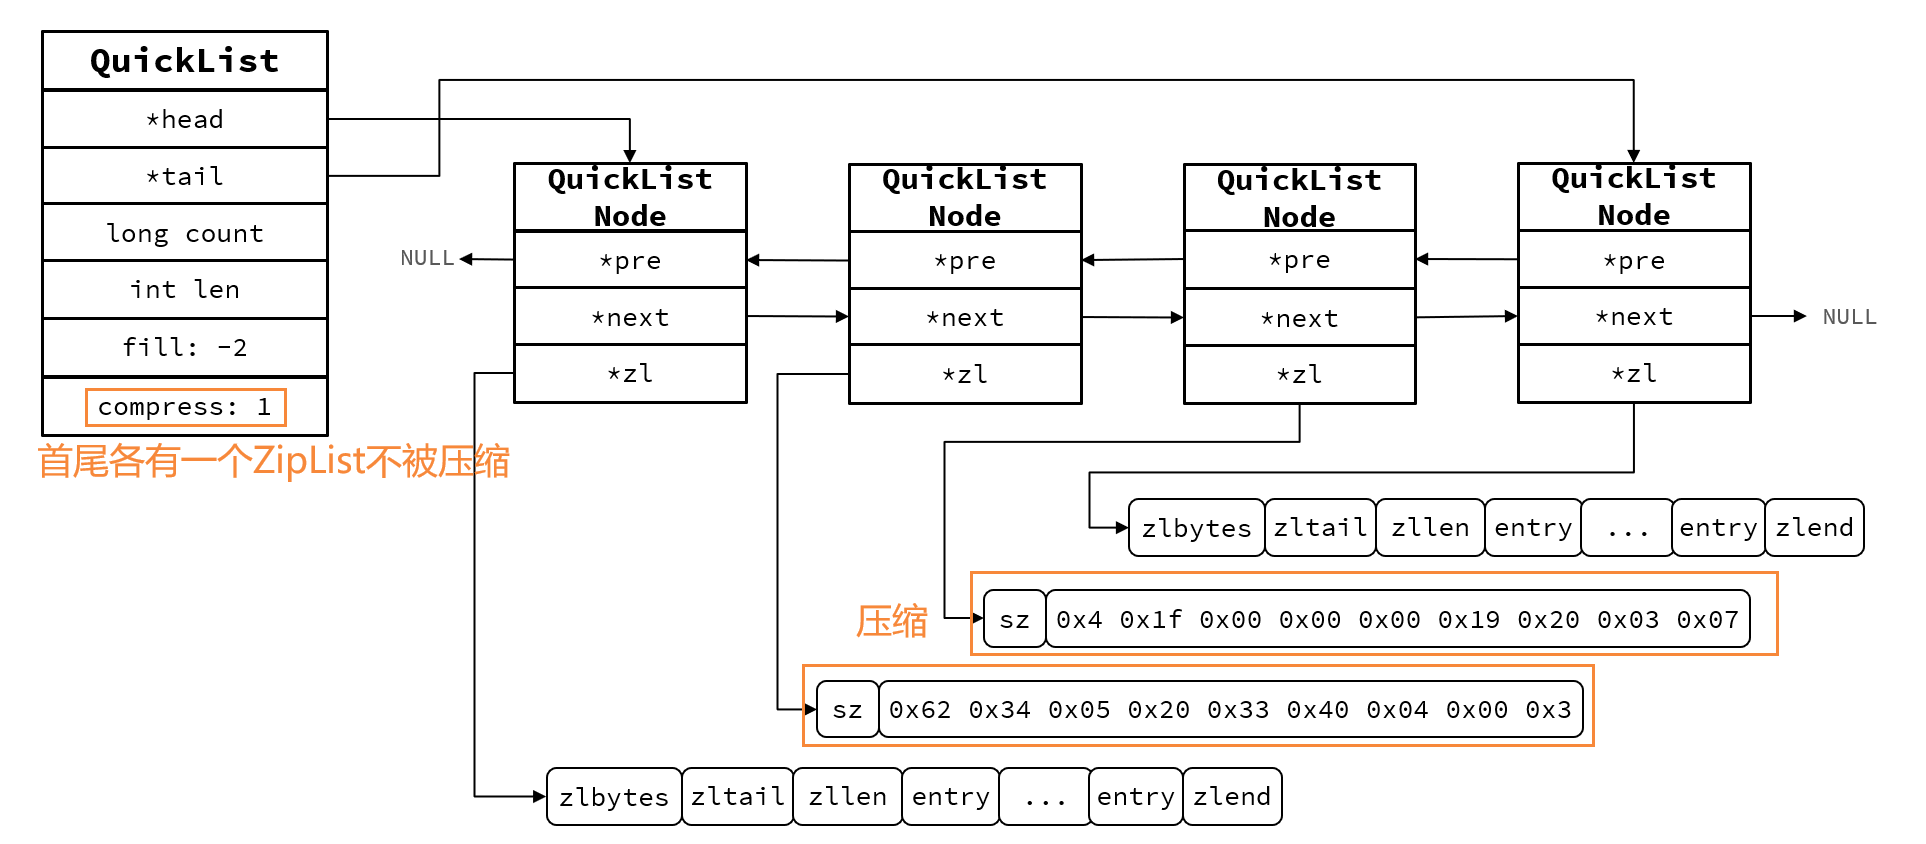 QuickList
*head
*tail
long count
int len
fill: -2
compress: 1
首尾各有一个ZipList不被压缩
NULL
QuickList
Node
*pre
*next
*zl
QuickList
Node
*pre
*next
*zl
QuickList
Node
*pre
*next
*zl
QuickList
Node
*pre
*next
*zl
NULL
zlbytes zltail zllen entry ... entry zlend
压缩
sz 0x4 0x1f 0x00 0x00 0x00 0x19 0x20 0x03 0x07
sz 0x62 0x34 0x05 0x20 0x33 0x40 0x04 0x00 0x3
zlbytes zltail zllen entry ... entry zlend